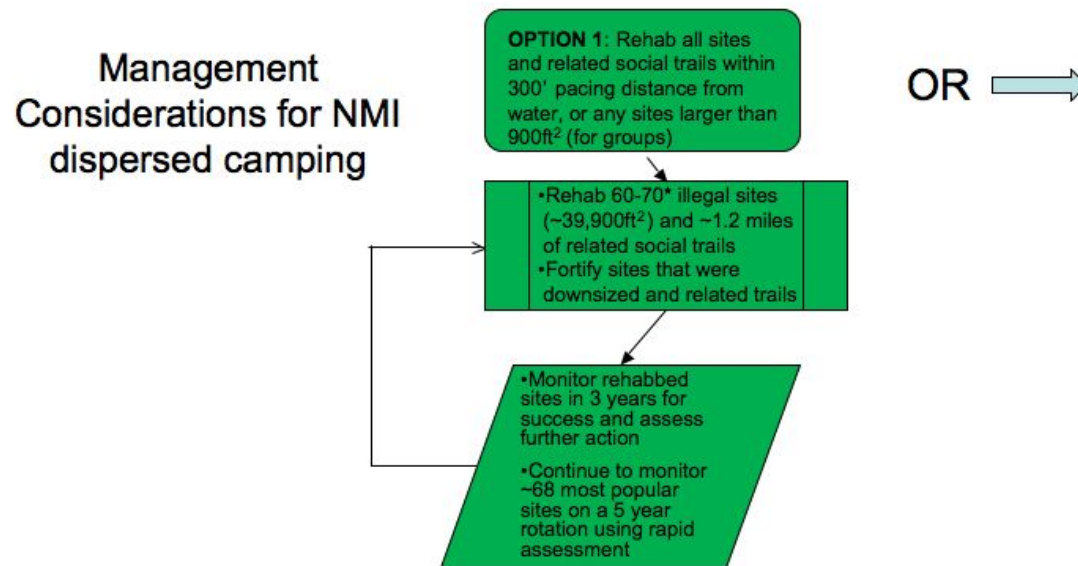 Management
Considerations for NMI
dispersed camping
OPTION 1: Rehab all sites
and related social trails within
300' pacing distance from
water, or any sites larger than
900ft² (for groups)
OR
•Rehab 60-70* illegal sites
(~39,900ft²) and ~1.2 miles
of related social trails
•Fortify sites that were
downsized and related trails
•Monitor rehabbed
sites in 3 years for
success and assess
further action
•Continue to monitor
~68 most popular
sites on a 5 year
rotation using rapid
assessment